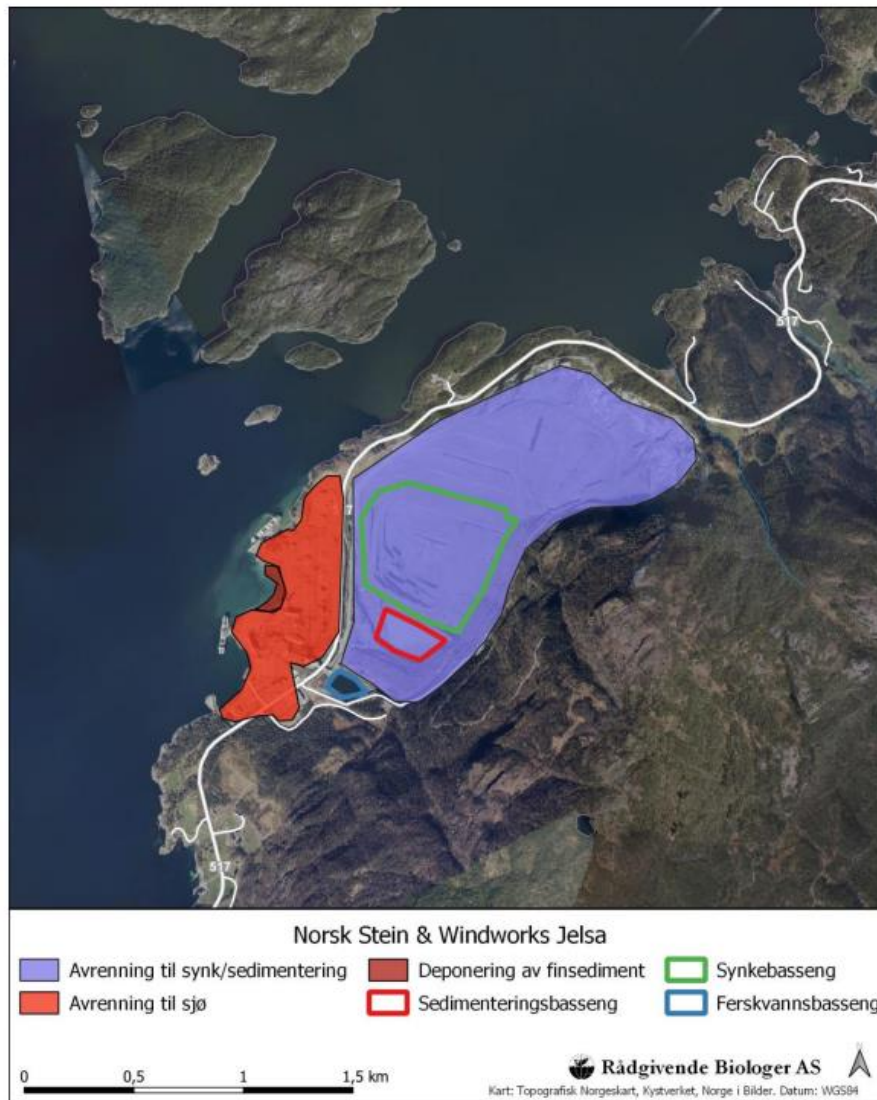 517
7
517
Norsk Stein & Windworks Jelsa
Avrenning til synk/sedimentering
Deponering av finsediment
Synkebasseng
Avrenning til sjø
Sedimenteringsbasseng
Ferskvannsbasseng
0 0,5 1 1,5 km
Rådgivende Biologer AS
N
Kart: Topografisk Norgeskart, Kystverket, Norge i Bilder. Datum: WGS84